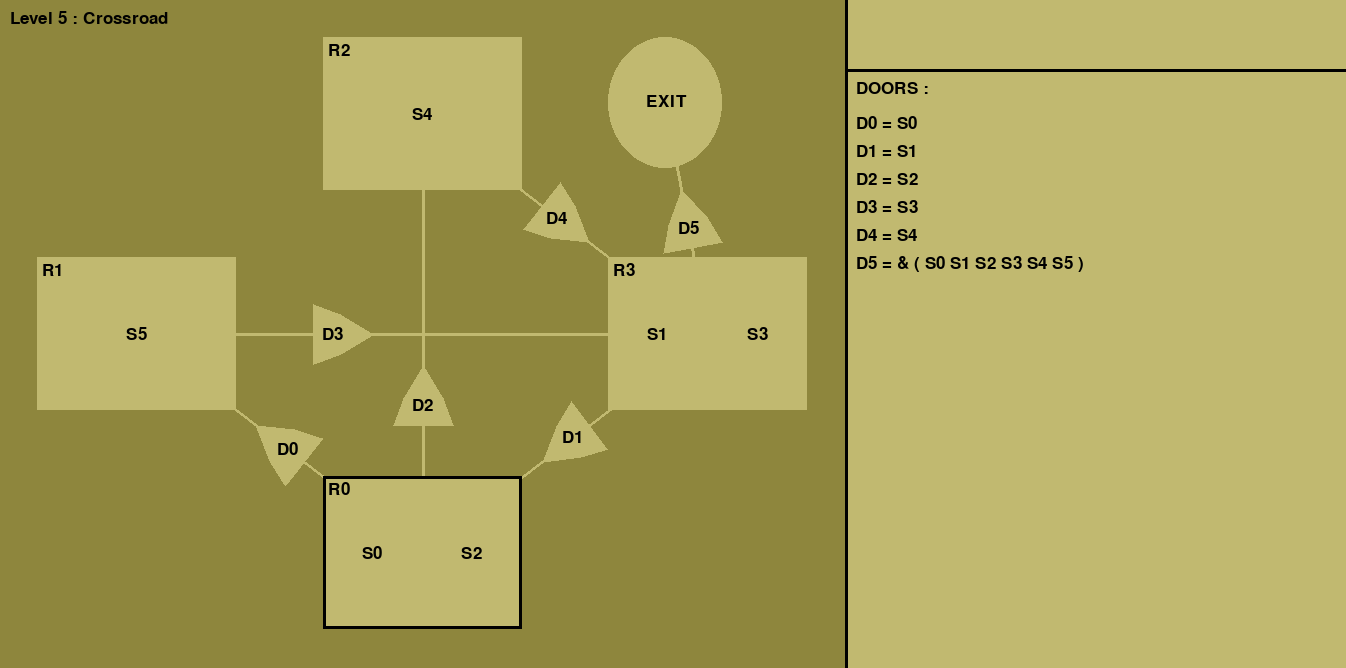 Level 5 : Crossroad
R2
S4
EXIT
D4
D5
R1
S5
D3
R3
S1 S3
D2
D0
D1
R0
S0 S2
DOORS :
D0 = S0
D1 = S1
D2 = S2
D3 = S3
D4 = S4
D5 = & ( S0 S1 S2 S3 S4 S5 )